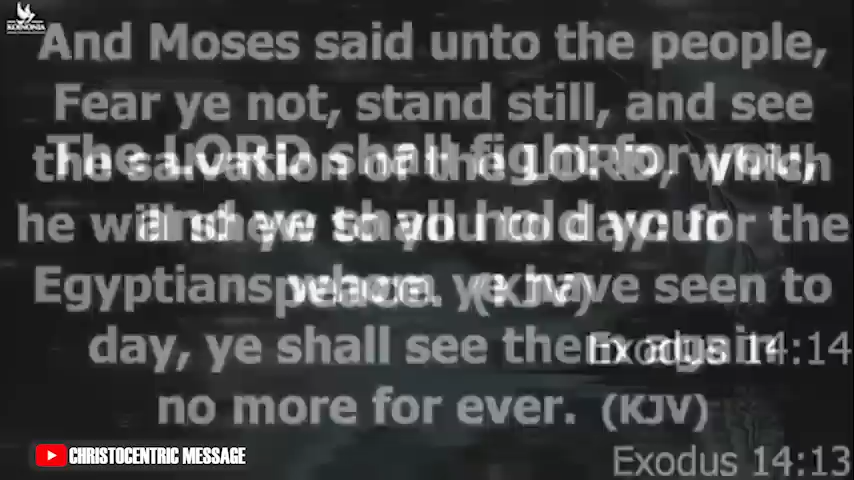 KOINONIA
And Moses said unto the people,
Fear ye not, stand still, and see
the salvation of the LORD, which
he will shew to you to day: for the
Egyptians whom ye have seen to
day, ye shall see them again
no more for ever. (KJV)
Exodus 14:13
The LORD shall fight for you,
and ye shall hold your
peace. (KJV)
Exodus 14:14
CHRISTOCENTRIC MESSAGE